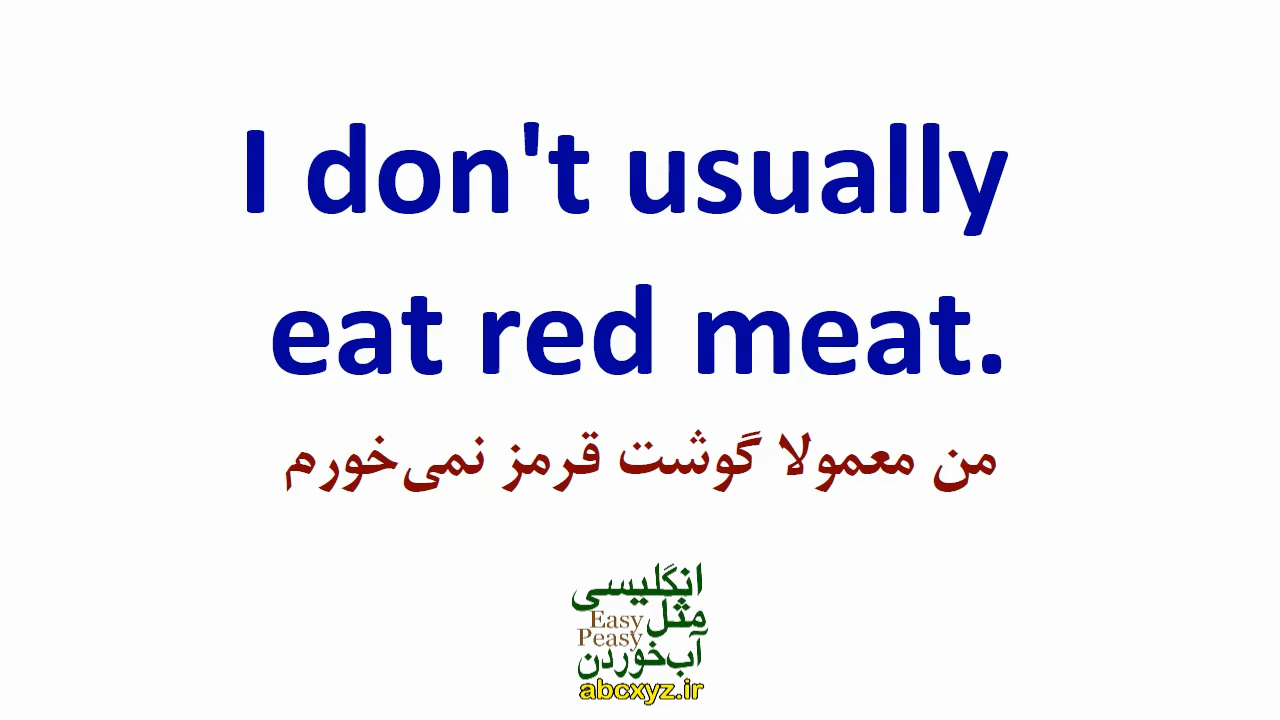 I don't usually
eat red meat.
من معمولا گوشت قرمز نمی‌خورم
انگلیسی
مثل Easy
Peasy
آب‌خوردن
abcxyz.ir